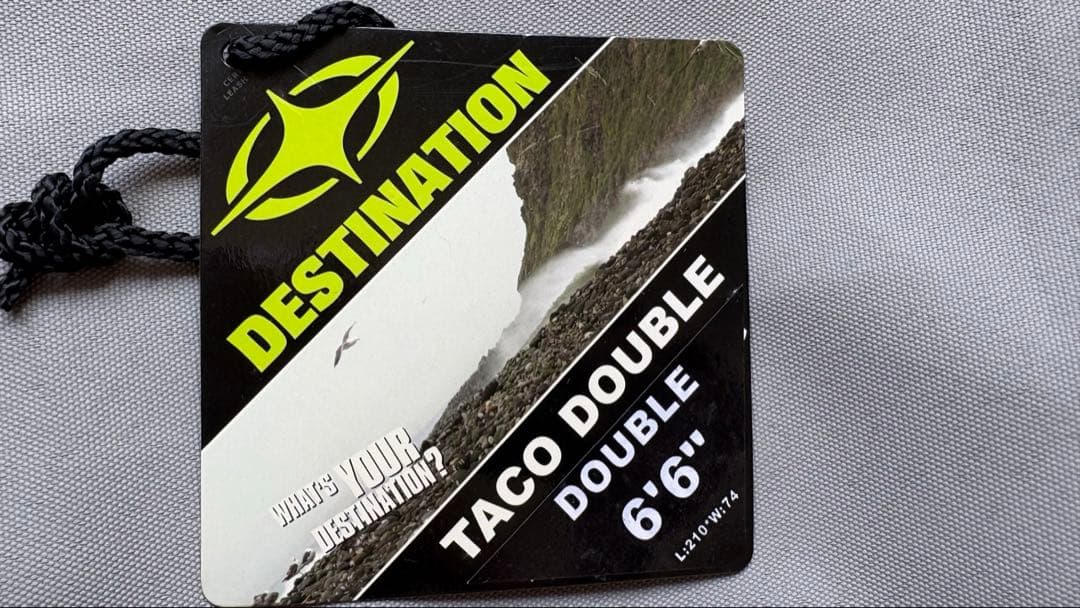 DESTINATION
WHAT'S YOUR
DESTINATION?
TACO DOUBLE
DOUBLE
6'6"
L:210*W:74